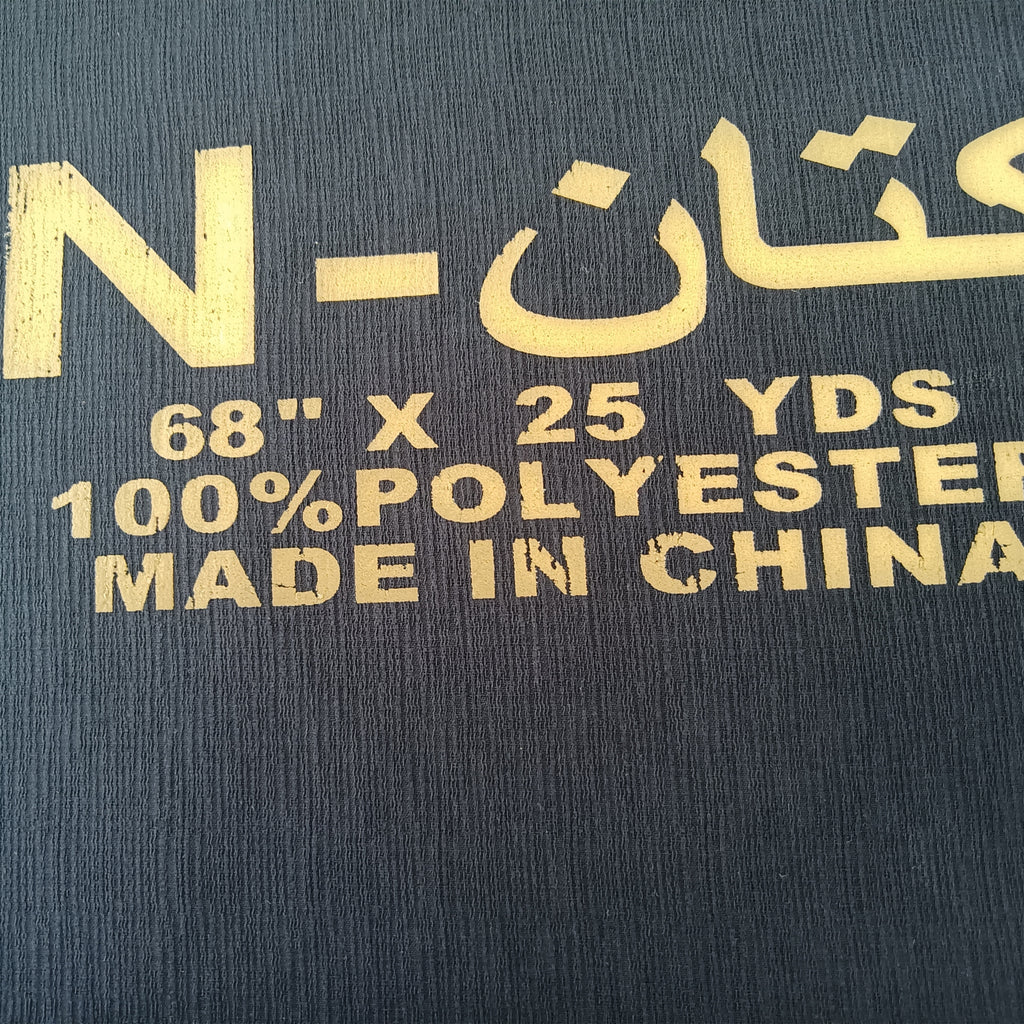 N - كتان
68" X 25 YDS
100%POLYESTER
MADE IN CHINA